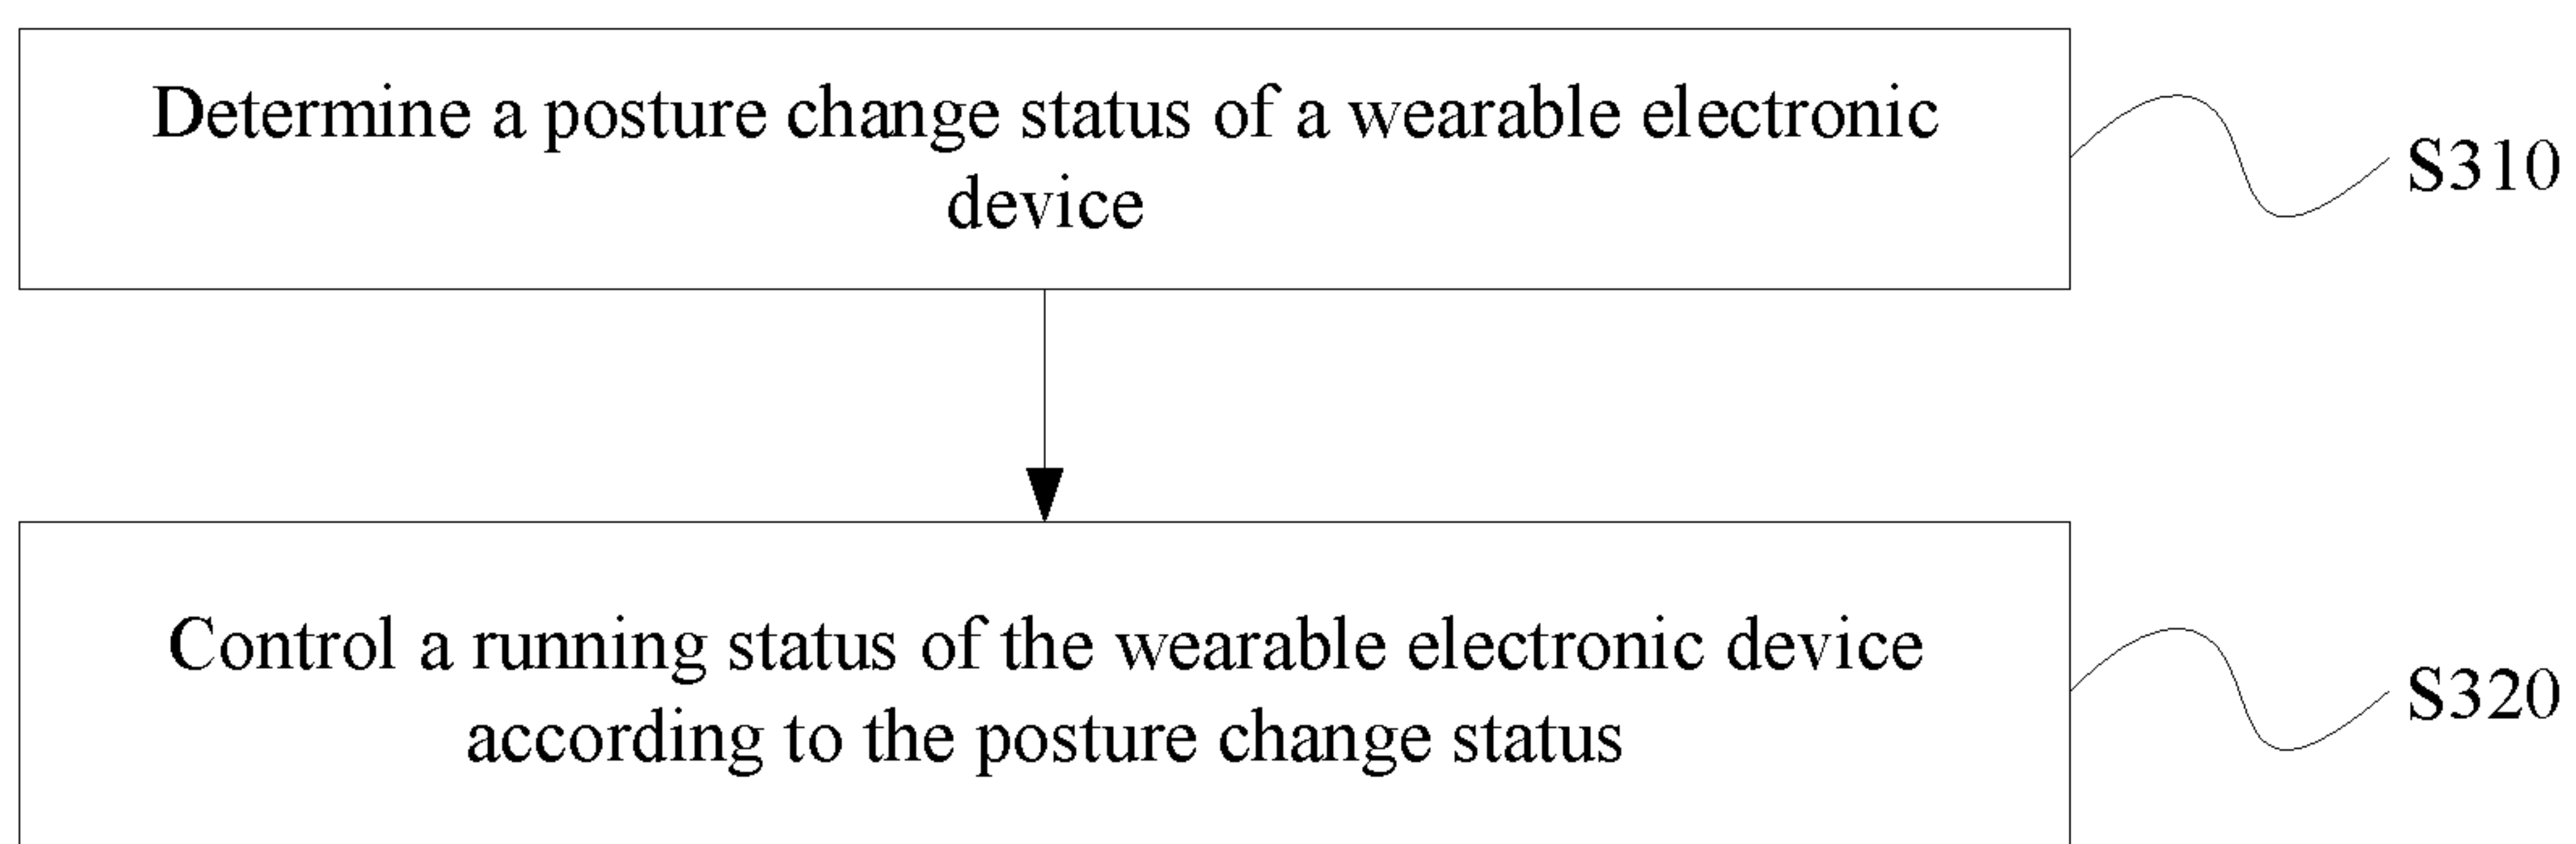 Determine a posture change status of a wearable electronic
device
S310
Control a running status of the wearable electronic device
according to the posture change status
S320